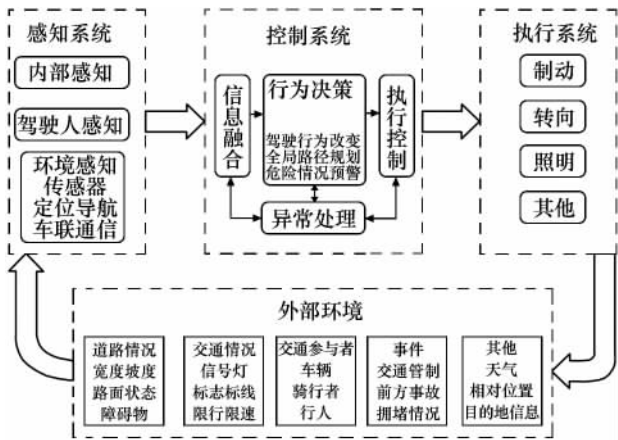 感知系统
内部感知
驾驶人感知
环境感知
传感器
定位导航
车联通信
控制系统
信息融合
行为决策
驾驶行为改变
全局路径规划
危险情况预警
执行控制
异常处理
执行系统
制动
转向
照明
其他
外部环境
道路情况
宽度坡度
路面状态
障碍物
交通情况
信号灯
标志标线
限行限速
交通参与者
车辆
骑行者
行人
事件
交通管制
前方事故
拥堵情况
其他
天气
相对位置
目的地信息